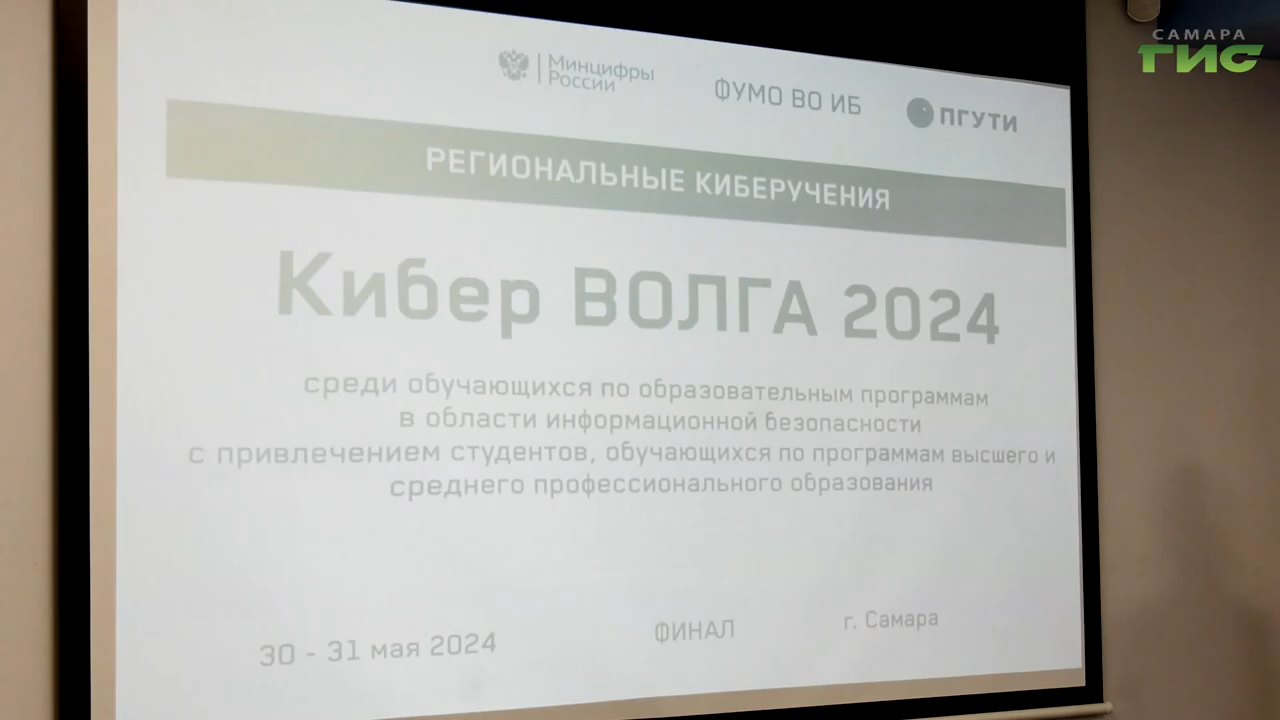 САМАРА
ГИС
Минцифры
России
ФУМО ВО ИБ
ПГУТИ
РЕГИОНАЛЬНЫЕ КИБЕРУЧЕНИЯ
Кибер ВОЛГА 2024
среди обучающихся по образовательным программам
в области информационной безопасности
с привлечением студентов, обучающихся по программам высшего и
среднего профессионального образования
30 - 31 мая 2024
ФИНАЛ
г. Самара